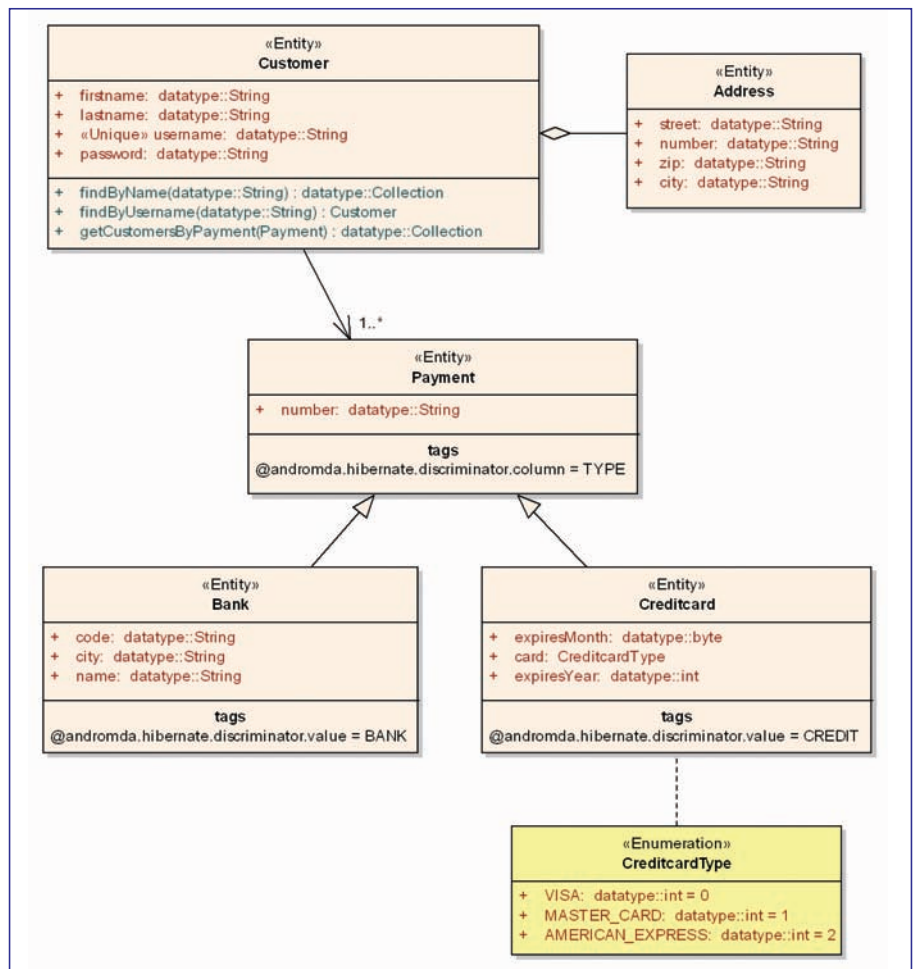 «Entity»
Customer
+ firstname: datatype::String
+ lastname: datatype::String
+ «Unique» username: datatype::String
+ password: datatype::String
+ findByName(datatype::String) : datatype::Collection
+ findByUsername(datatype::String) : Customer
+ getCustomersByPayment(Payment) : datatype::Collection
«Entity»
Address
+ street: datatype::String
+ number: datatype::String
+ zip: datatype::String
+ city: datatype::String
1..*
«Entity»
Payment
+ number: datatype::String
tags
@andromda.hibernate.discriminator.column = TYPE
«Entity»
Bank
+ code: datatype::String
+ city: datatype::String
+ name: datatype::String
tags
@andromda.hibernate.discriminator.value = BANK
«Entity»
Creditcard
+ expiresMonth: datatype::byte
+ card: CreditcardType
+ expiresYear: datatype::int
tags
@andromda.hibernate.discriminator.value = CREDIT
«Enumeration»
CreditcardType
+ VISA: datatype::int = 0
+ MASTER_CARD: datatype::int = 1
+ AMERICAN_EXPRESS: datatype::int = 2